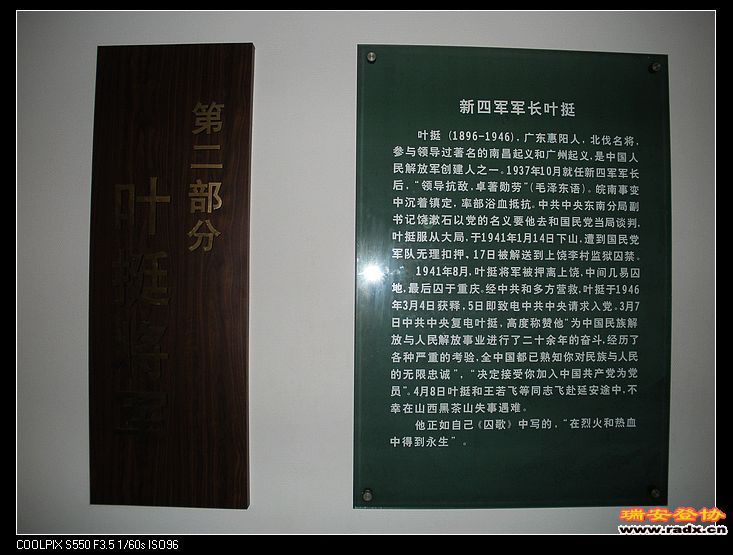 第二部分
叶挺将军
新四军军长叶挺
叶挺（1896-1946），广东惠阳人，北伐名将，
参与领导过著名的南昌起义和广州起义，是中国人
民解放军创建人之一。1937年10月就任新四军军长
后，“领导抗敌，卓著勋劳”（毛泽东语）。皖南事变
中沉着镇定，率部浴血抵抗。中共中央东南分局副
书记饶漱石以党的名义要他去和国民党当局谈判，
叶挺服从大局，于1941年1月14日下山，遭到国民党
军队无理扣押，17日被解送到上饶李村监狱囚禁。
1941年8月，叶挺将军被押离上饶，中间几易囚
地，最后囚于重庆。经中共和多方营救，叶挺于1946
年3月4日获释，5日即致电中共中央请求入党。3月7
日中共中央复电叶挺，高度称赞他“为中国民族解
放与人民解放事业进行了二十余年的奋斗，经历了
各种严重的考验，全中国都已熟知你对民族与人民
的无限忠诚”，“决定接受你加入中国共产党为党
员”。4月8日叶挺和王若飞等同志飞赴延安途中，不
幸在山西黑茶山失事遇难。
他正如自己《囚歌》中写的，“在烈火和热血
中得到永生”。
瑞安登协
www.radx.cn
COOLPIX S550 F3.5 1/60s ISO96